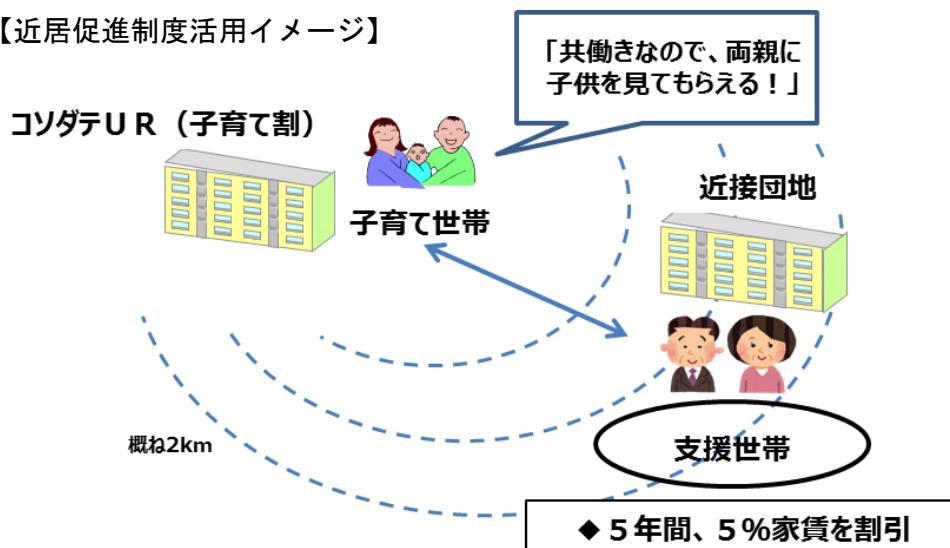 【近居促進制度活用イメージ】
「共働きなので、両親に
子供を見てもらえる！」
コソダテＵＲ（子育て割）
子育て世帯
近接団地
概ね2km
支援世帯
◆５年間、５％家賃を割引